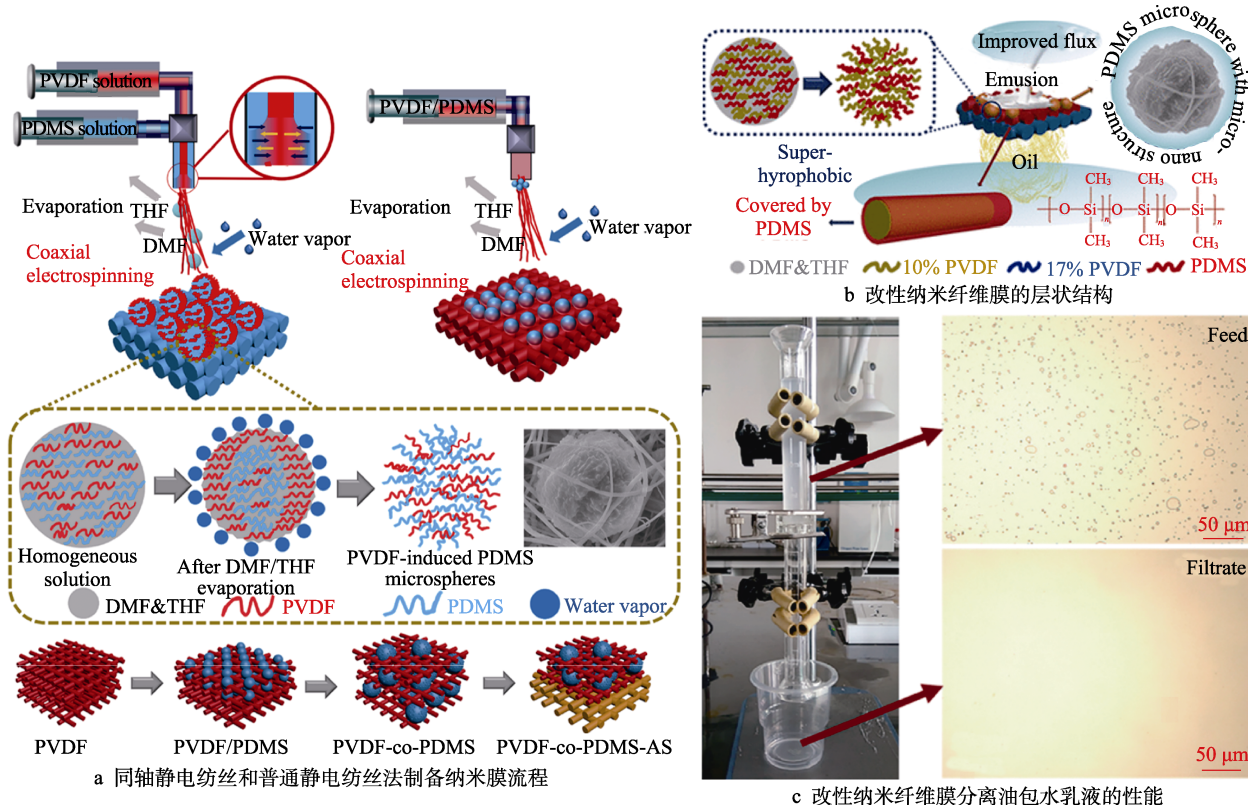 PVDF solution
PDMS solution
Evaporation
THF
DMF
Water vapor
Coaxial
electrospinning
PVDF/PDMS
Evaporation
THF
DMF
Water vapor
Coaxial
electrospinning
Homogeneous
solution
After DMF/THF
evaporation
PVDF-induced PDMS
microspheres
DMF&THF
PVDF
PDMS
Water vapor
PVDF
PVDF/PDMS
PVDF-co-PDMS
PVDF-co-PDMS-AS
a 同轴静电纺丝和普通静电纺丝法制备纳米膜流程
Improved flux
Emusion
Oil
Super-
hyrophobic
Covered by
PDMS
PDMS microsphere with micro-
nano structure
CH3 CH3 CH3
O Si O Si O Si
n n n
CH3 CH3 CH3
DMF&THF
10% PVDF
17% PVDF
PDMS
b 改性纳米纤维膜的层状结构
Feed
50 μm
Filtrate
50 μm
c 改性纳米纤维膜分离油包水乳液的性能